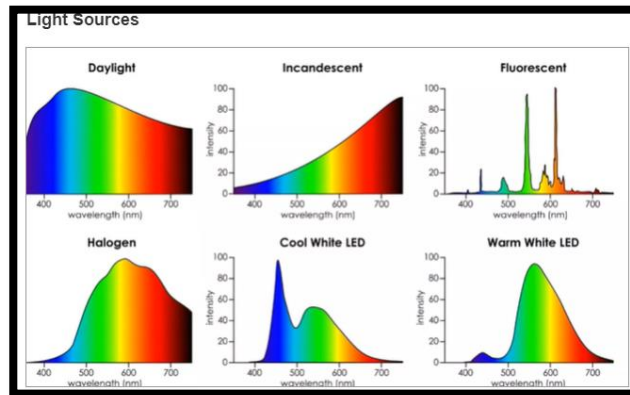 Light Sources
Daylight
400 500 600 700
wavelength (nm)
Incandescent
100
80
60
40
20
0
intensity
400 500 600 700
wavelength (nm)
Fluorescent
100
80
60
40
20
0
intensity
400 500 600 700
wavelength (nm)
Halogen
400 500 600 700
wavelength (nm)
Cool White LED
100
80
60
40
20
0
intensity
400 500 600 700
wavelength (nm)
Warm White LED
100
80
60
40
20
0
intensity
400 500 600 700
wavelength (nm)